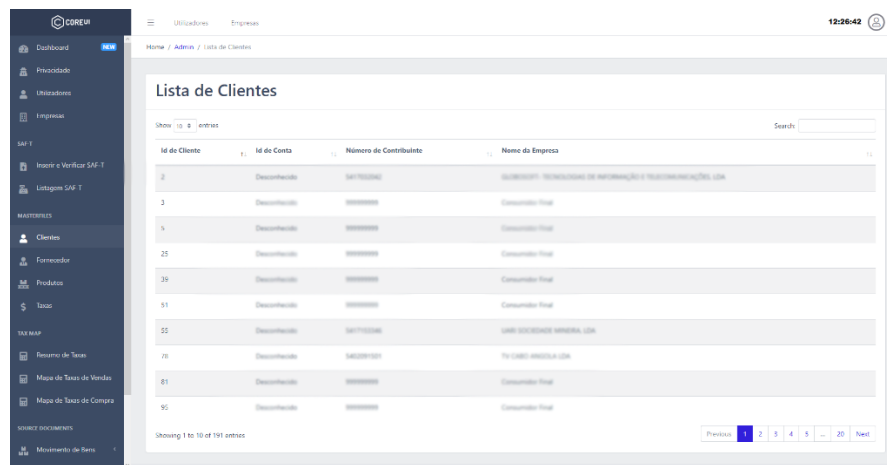 COREUI
Utilizadores Empresas
12:26:42
Dashboard NEW
Home / Admin / Lista de Clientes
Privacidade
Utilizadores
Empresas
SAF-T
Inserir e Verificar SAF-T
Listagem SAF-T
MASTERFILES
Clientes
Fornecedor
Produtos
Taxas
TAX MAP
Resumo de Taxas
Mapa de Taxas de Vendas
Mapa de Taxas de Compra
SOURCE DOCUMENTS
Movimento de Bens
Lista de Clientes
Show 10 entries
Search:
Id de Cliente Id de Conta Número de Contribuinte Nome da Empresa
2 Desconhecido
3 Desconhecido Consumidor Final
Desconhecido Consumidor Final
25 Desconhecido Consumidor Final
39 Desconhecido Consumidor Final
51 Desconhecido Consumidor Final
55 Desconhecido
Desconhecido
81 Desconhecido Consumidor Final
95 Desconhecido Consumidor Final
Showing 1 to 10 of 191 entries
Previous 1 2 3 4 5 ... 20 Next